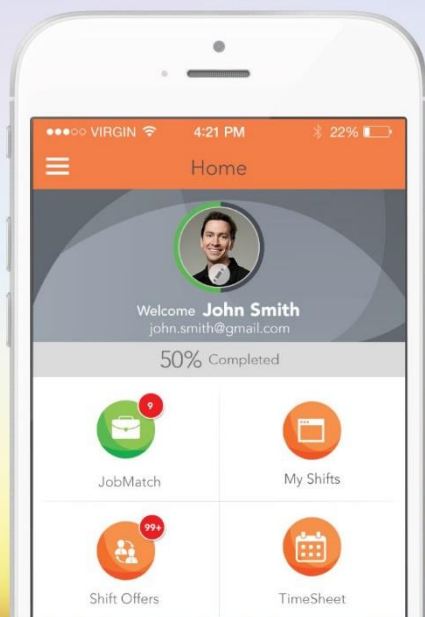 VIRGIN 4:21 PM 22%
Home
Welcome John Smith
john.smith@gmail.com
50% Completed
9
JobMatch
My Shifts
99+
Shift Offers
TimeSheet